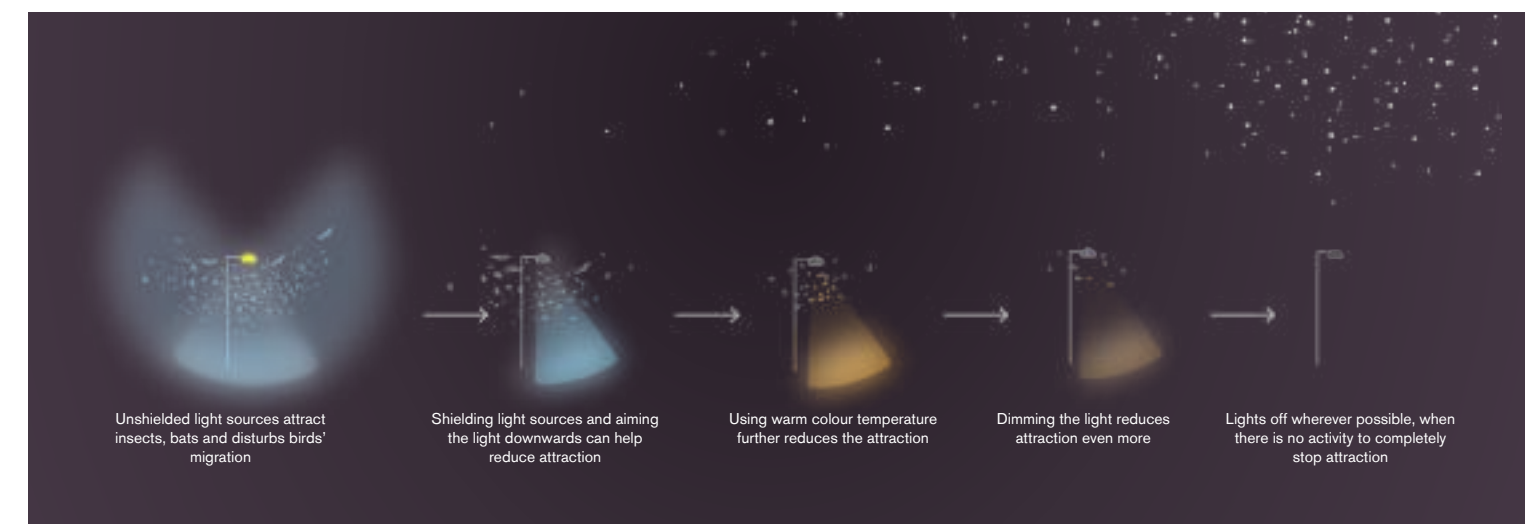 Unshielded light sources attract
insects, bats and disturbs birds’
migration
Shielding light sources and aiming
the light downwards can help
reduce attraction
Using warm colour temperature
further reduces the attraction
Dimming the light reduces
attraction even more
Lights off wherever possible, when
there is no activity to completely
stop attraction